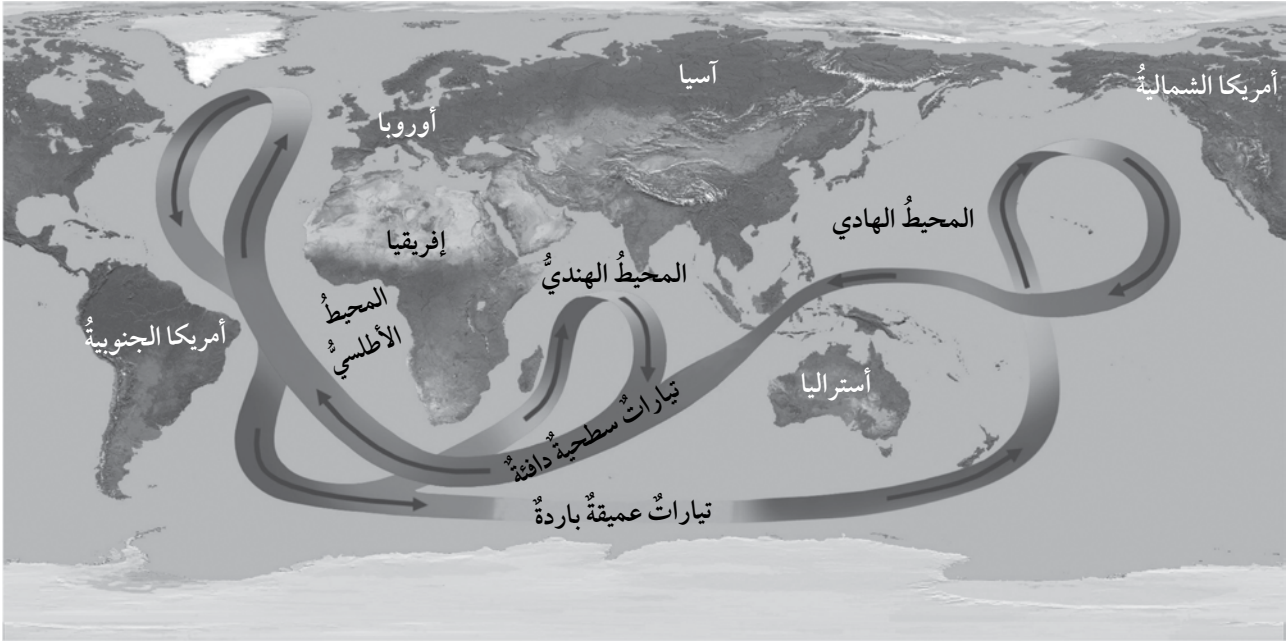 آسيا
أمريكا الشماليةُ
أوروبا
المحيطُ الهادي
إفريقيا
المحيطُ الهنديُّ
المحيطُ
الأطلسيُّ
أمريكا الجنوبيةُ
أستراليا
تياراتٌ سطحيةٌ دافئةٌ
تياراتٌ عميقةٌ باردةٌ